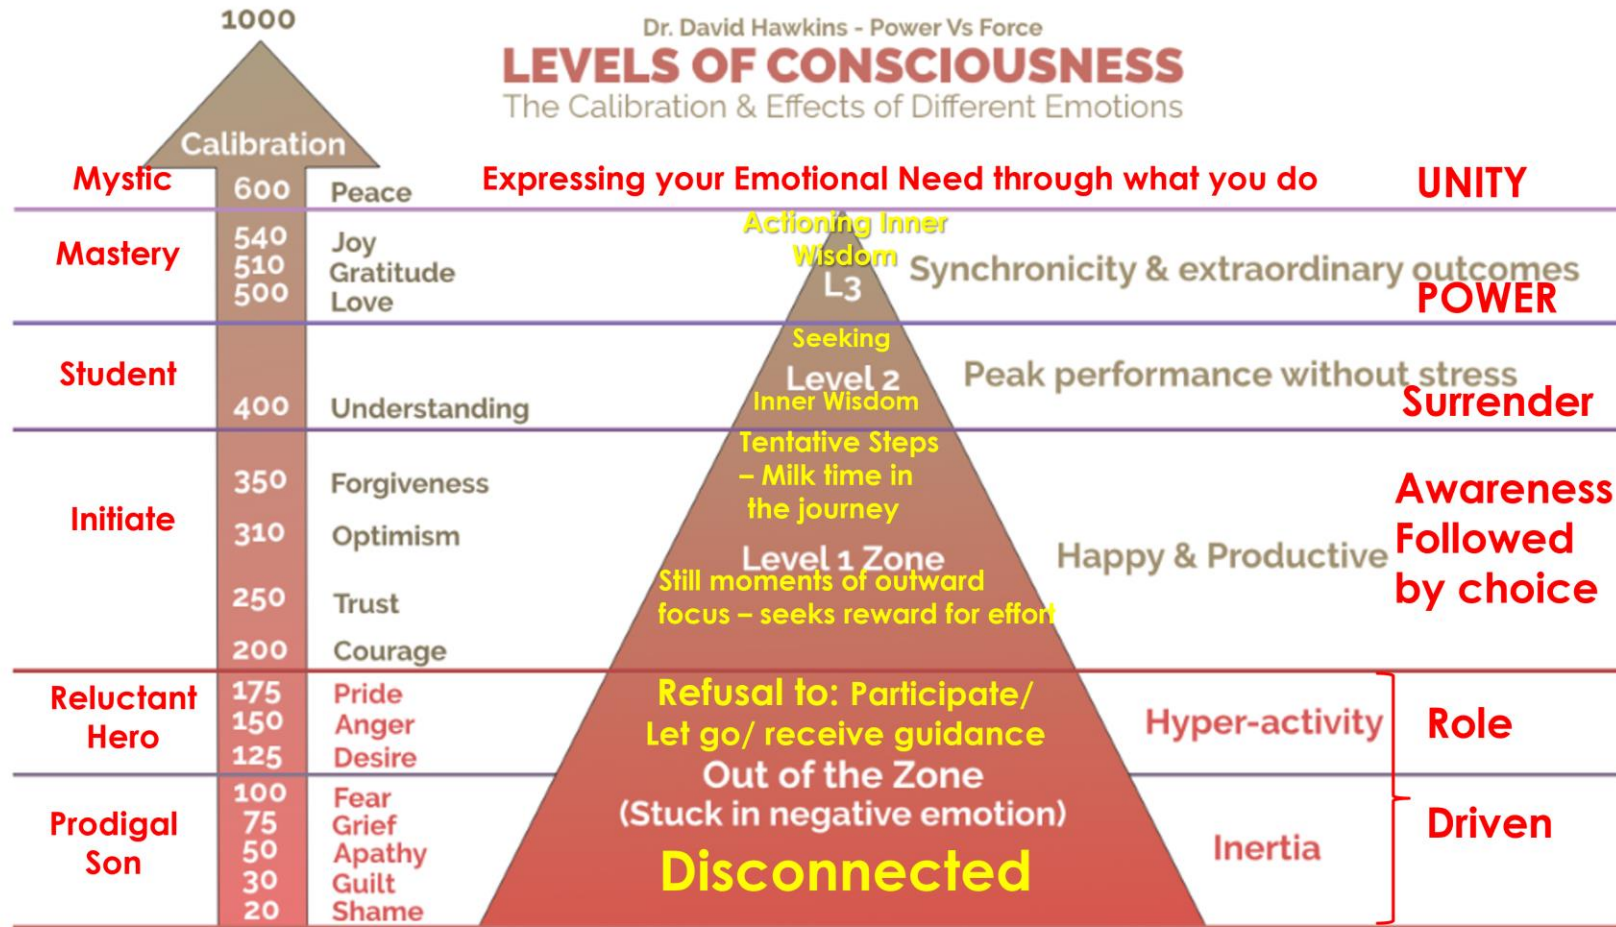 1000
Dr. David Hawkins - Power Vs Force
LEVELS OF CONSCIOUSNESS
The Calibration & Effects of Different Emotions
Calibration
Mystic
600 Peace
Expressing your Emotional Need through what you do
UNITY
Mastery
540 Joy
510 Gratitude
500 Love
Actioning Inner
Wisdom
L3
Synchronicity & extraordinary outcomes
POWER
Student
400 Understanding
Seeking
Level 2
Inner Wisdom
Peak performance without stress
Surrender
Initiate
350 Forgiveness
310 Optimism
250 Trust
200 Courage
Tentative Steps
– Milk time in
the journey
Level 1 Zone
Still moments of outward
focus – seeks reward for effort
Happy & Productive
Awareness
Followed
by choice
Reluctant
Hero
175 Pride
150 Anger
125 Desire
Refusal to: Participate/
Let go/ receive guidance
Hyper-activity
Role
Prodigal
Son
100 Fear
75 Grief
50 Apathy
30 Guilt
20 Shame
Out of the Zone
(Stuck in negative emotion)
Disconnected
Inertia
Driven